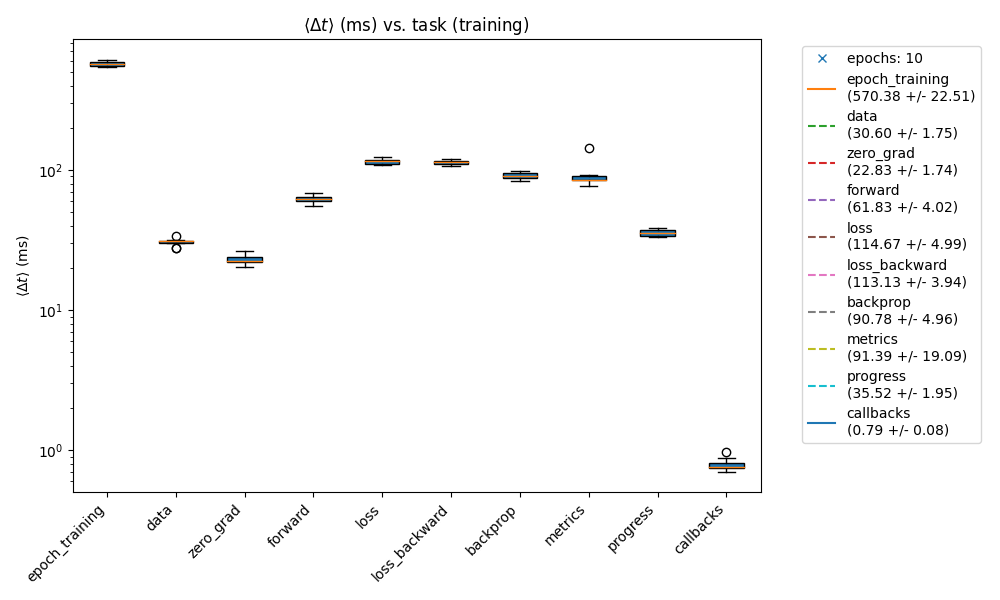 ⟨Δt⟩ (ms) vs. task (training)
⟨Δt⟩ (ms)
10²
10¹
10⁰
epoch_training
data
zero_grad
forward
loss
loss_backward
backprop
metrics
progress
callbacks
epochs: 10
epoch_training
(570.38 +/- 22.51)
data
(30.60 +/- 1.75)
zero_grad
(22.83 +/- 1.74)
forward
(61.83 +/- 4.02)
loss
(114.67 +/- 4.99)
loss_backward
(113.13 +/- 3.94)
backprop
(90.78 +/- 4.96)
metrics
(91.39 +/- 19.09)
progress
(35.52 +/- 1.95)
callbacks
(0.79 +/- 0.08)